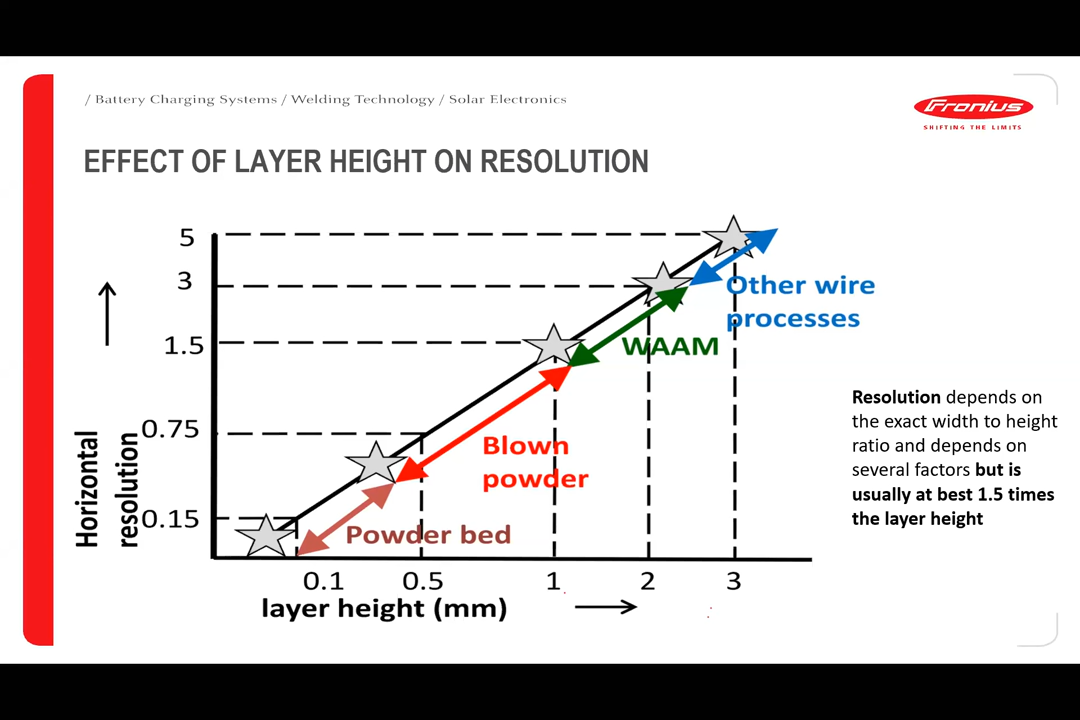 / Battery Charging Systems / Welding Technology / Solar Electronics
Fronius
SHIFTING THE LIMITS
EFFECT OF LAYER HEIGHT ON RESOLUTION
5
3
1.5
0.75
0.15
Horizontal
resolution
Other wire
processes
WAAM
Blown
powder
Powder bed
0.1 0.5 1 2 3
layer height (mm)
Resolution depends on
the exact width to height
ratio and depends on
several factors but is
usually at best 1.5 times
the layer height